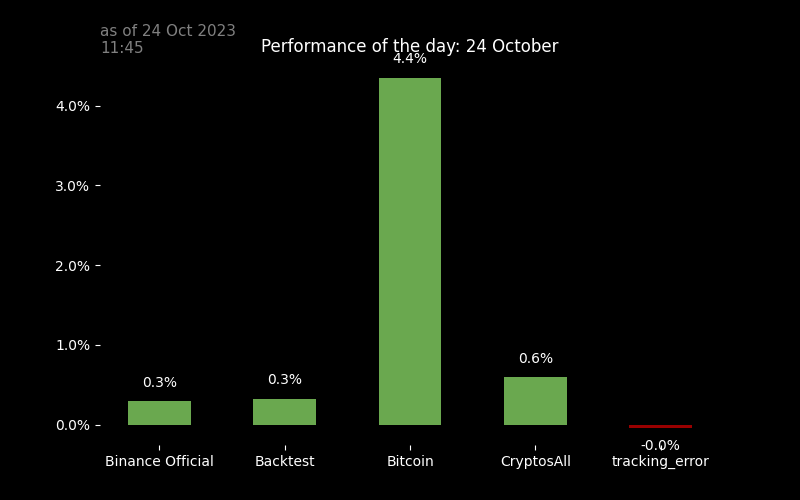 as of 24 Oct 2023
11:45
Performance of the day: 24 October
4.4%
4.0%
3.0%
2.0%
1.0%
0.0%
0.3%
0.3%
0.6%
-0.0%
Binance Official
Backtest
Bitcoin
CryptosAll
tracking_error